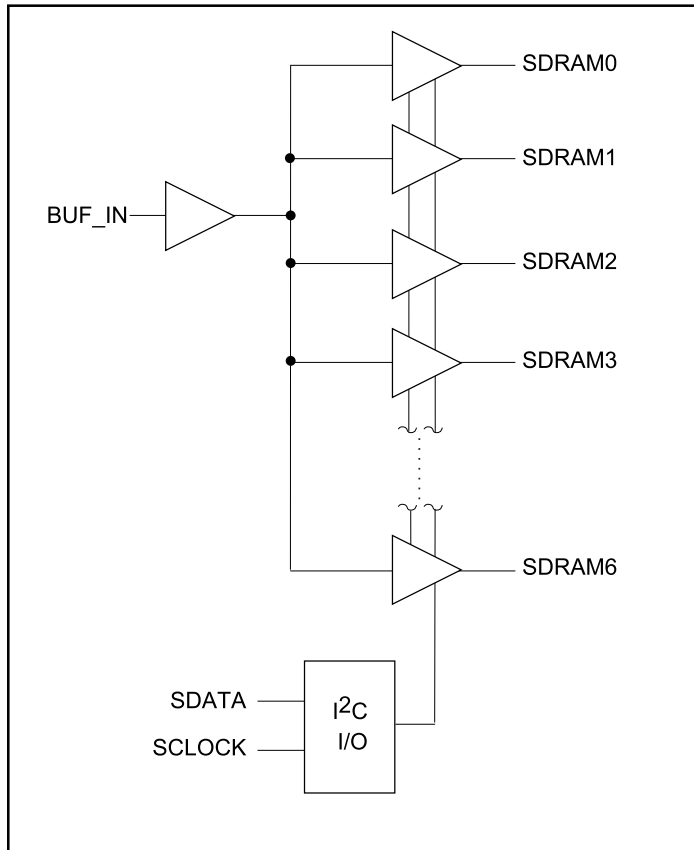 SDRAM0
SDRAM1
BUF_IN
SDRAM2
SDRAM3
SDRAM6
SDATA
I²C
SCLOCK
I/O